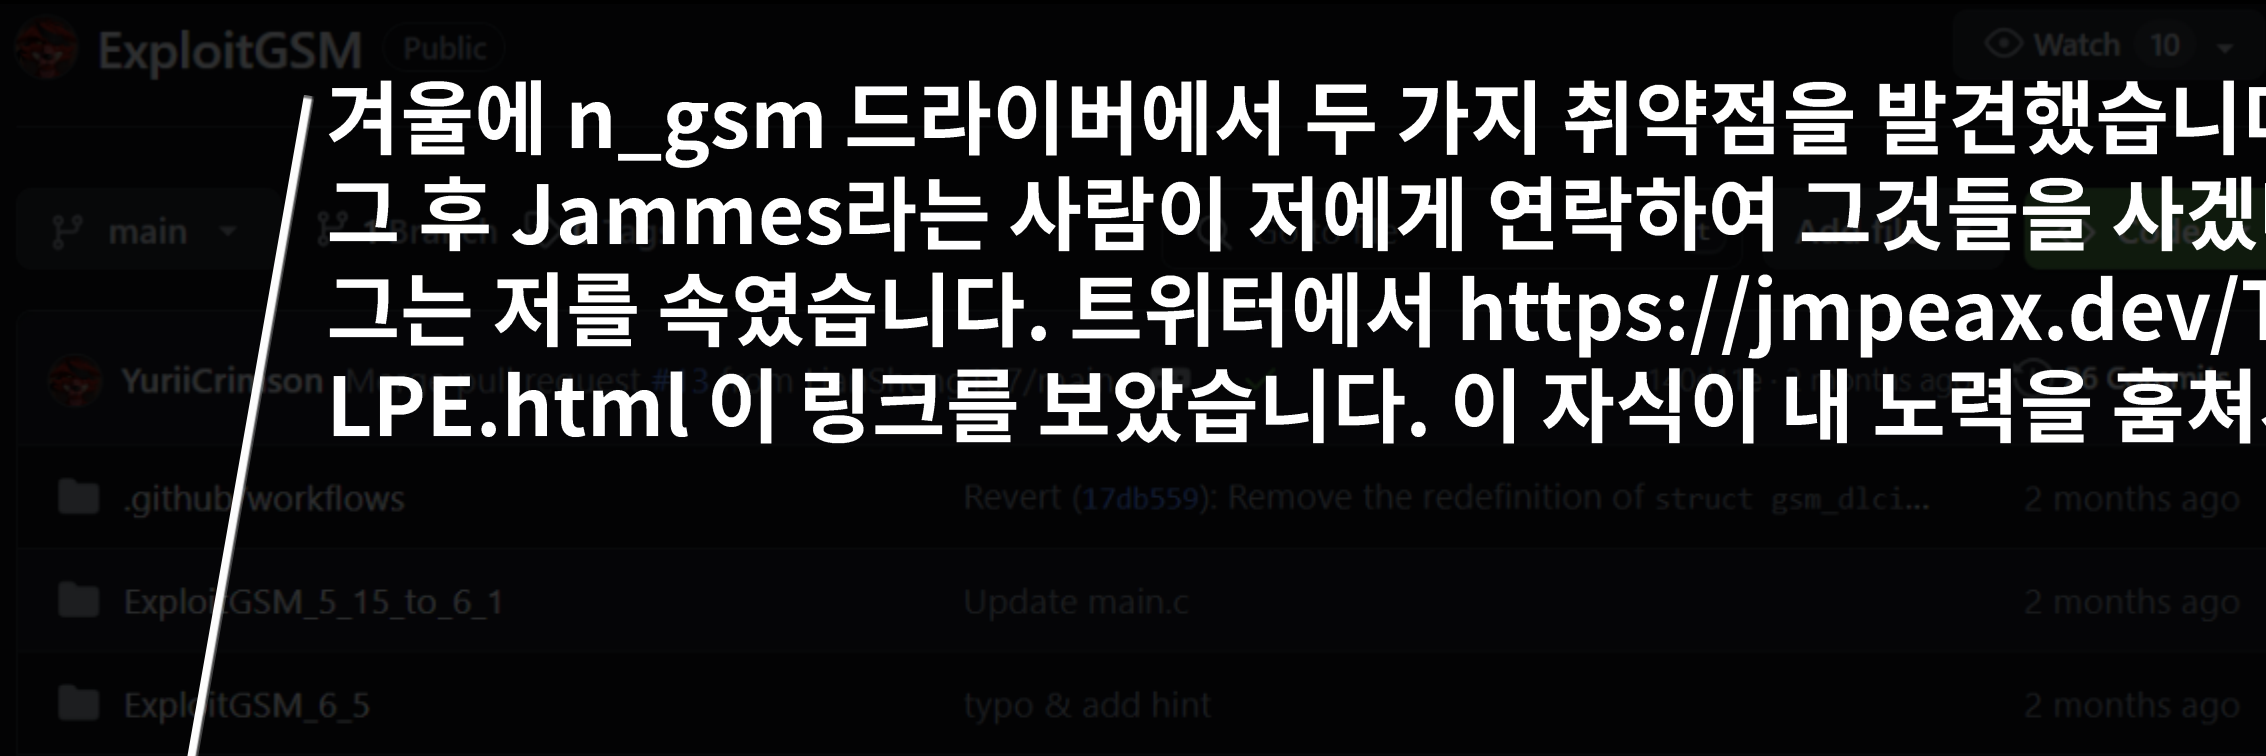 ExploitGSM Public Watch 10
겨울에 n_gsm 드라이버에서 두 가지 취약점을 발견했습니다
main
그 후 Jammes라는 사람이 저에게 연락하여 그것들을 사겠
그는 저를 속였습니다. 트위터에서 https://jmpeax.dev/T
YuriiCrimson
LPE.html 이 링크를 보았습니다. 이 자식이 내 노력을 훔쳐
.github/workflows Revert (17db559): Remove the redefinition of struct gsm_dlci... 2 months ago
ExploitGSM_5_15_to_6_1 Update main.c 2 months ago
ExploitGSM_6_5 typo & add hint 2 months ago